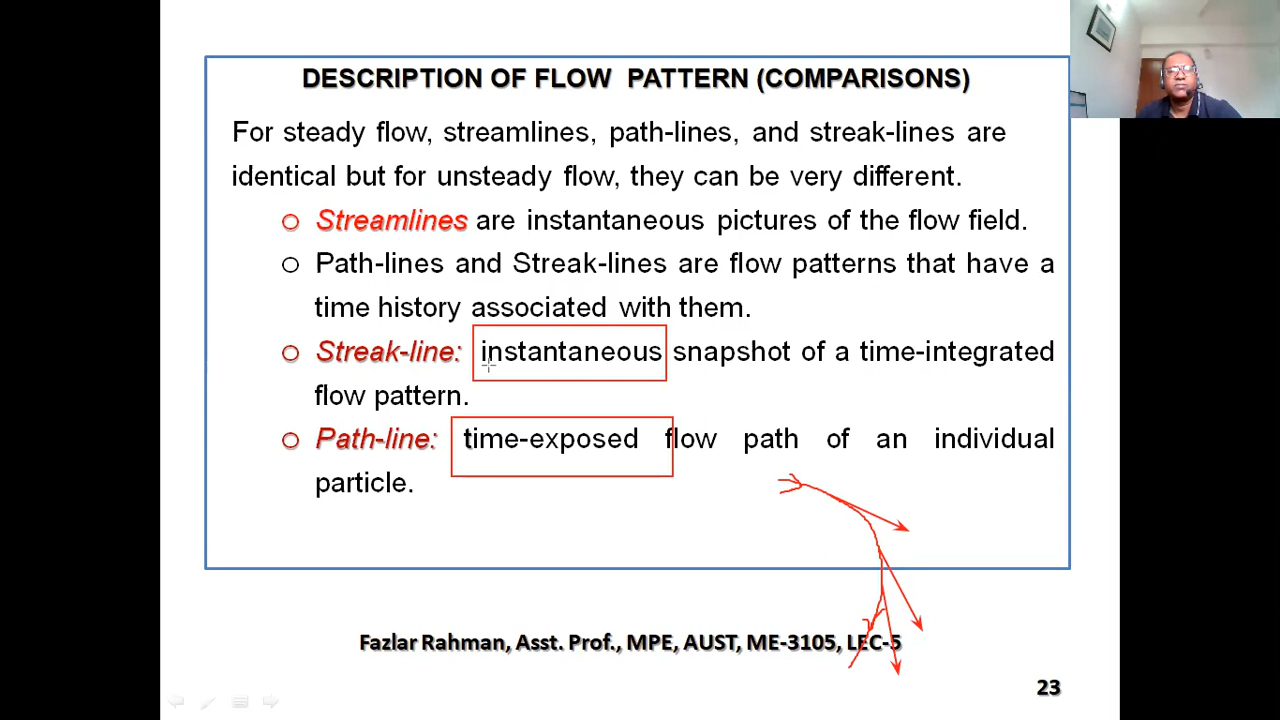 DESCRIPTION OF FLOW PATTERN (COMPARISONS)
For steady flow, streamlines, path-lines, and streak-lines are
identical but for unsteady flow, they can be very different.
Streamlines are instantaneous pictures of the flow field.
Path-lines and Streak-lines are flow patterns that have a
time history associated with them.
Streak-line: instantaneous snapshot of a time-integrated
flow pattern.
Path-line: time-exposed flow path of an individual
particle.
Fazlar Rahman, Asst. Prof., MPE, AUST, ME-3105, LEC-5
23